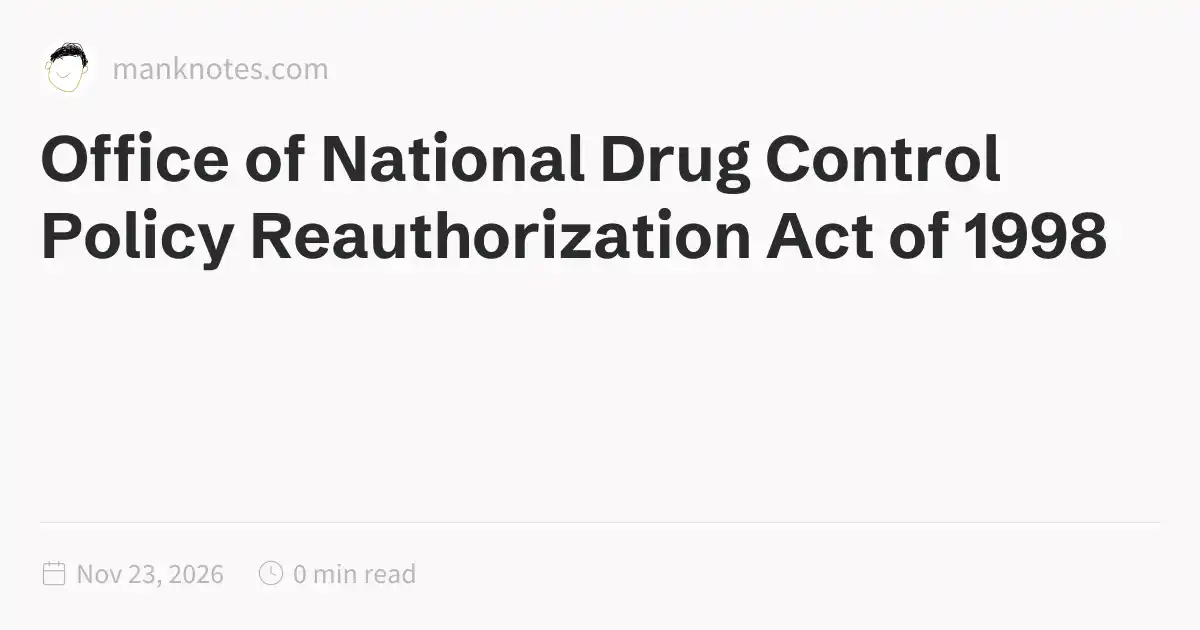 manknotes.com
Office of National Drug Control
Policy Reauthorization Act of 1998
Nov 23, 2026 0 min read